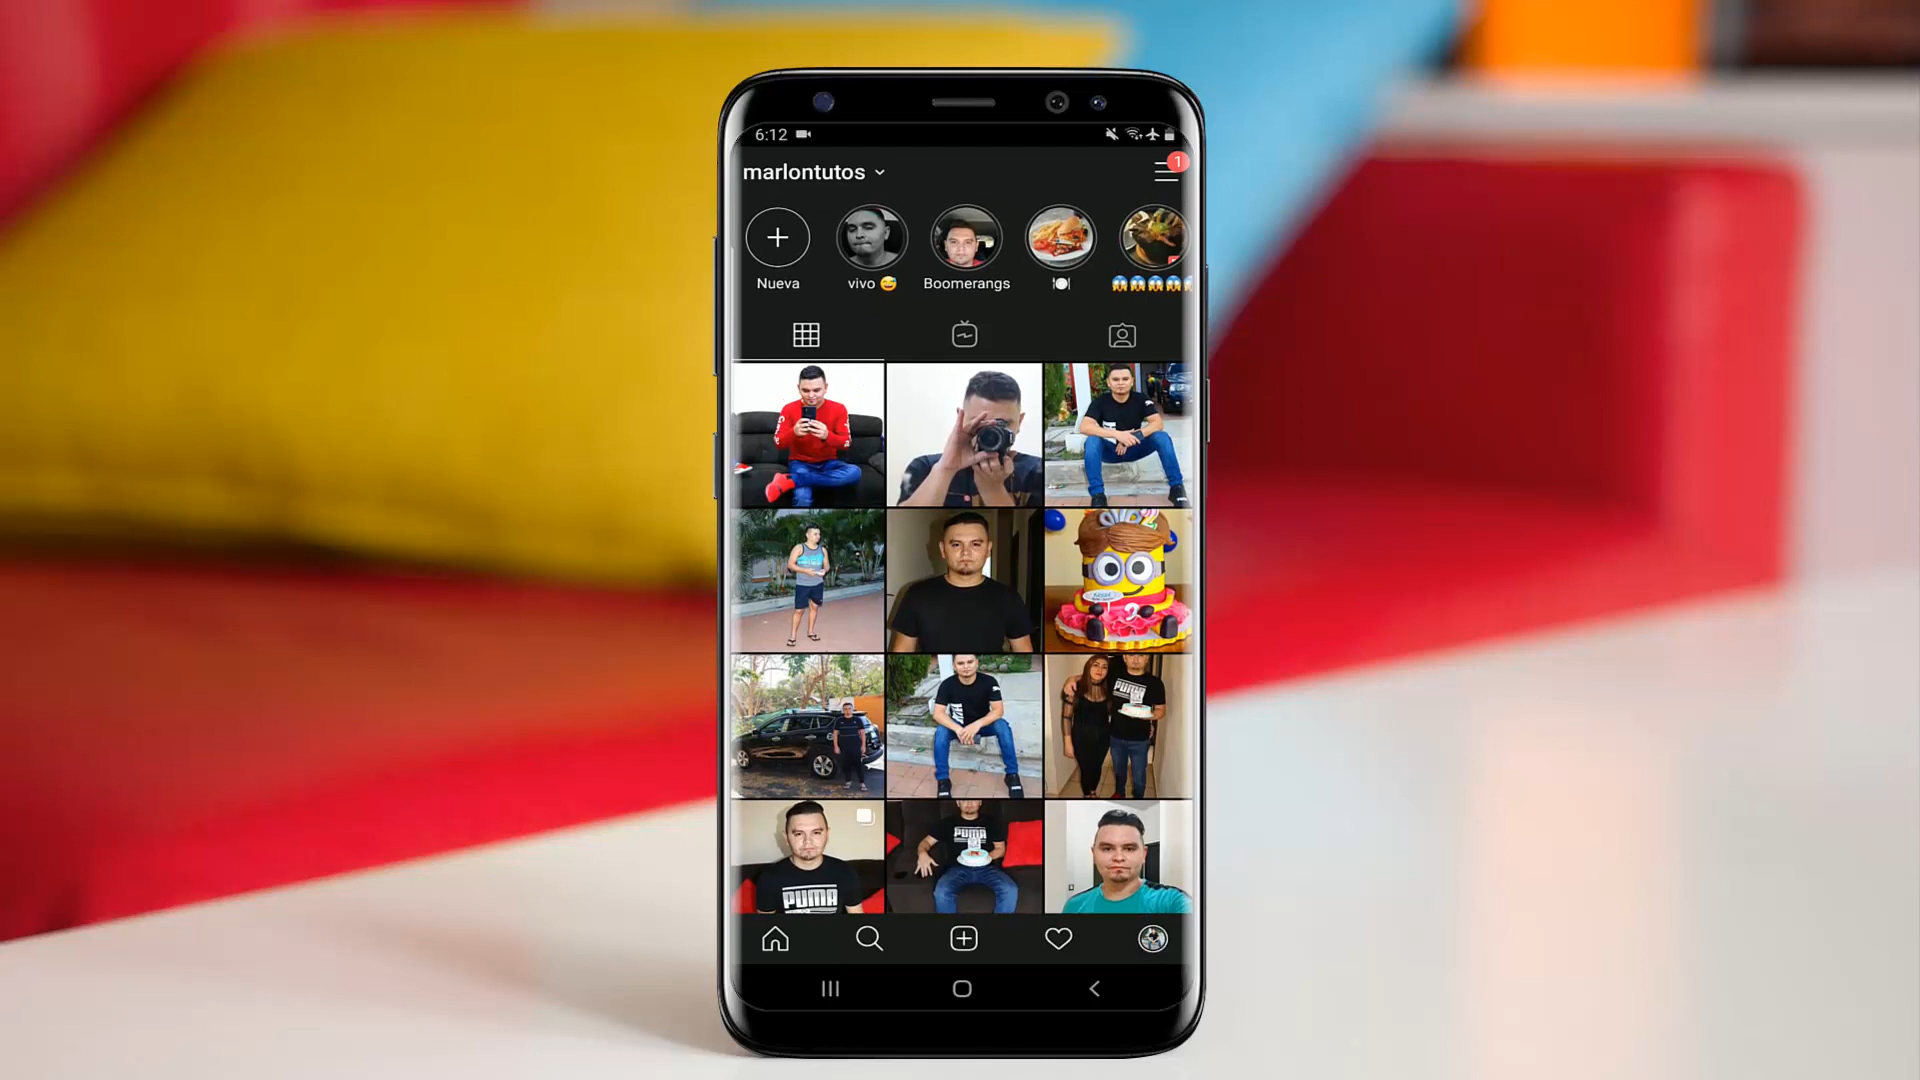 6:12
marlontutos
1
Nueva
vivo 😅
Boomerangs
🍽
😱😱😱😱
PUMA
PUMA
PUMA